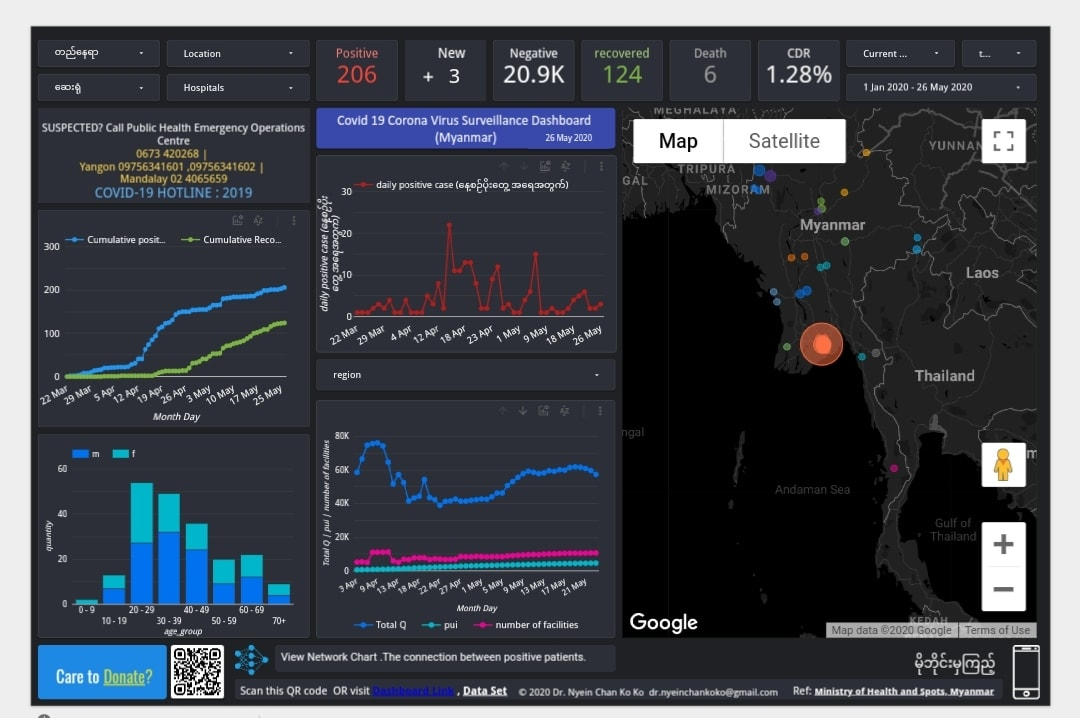 တည်နေရာ
Location
ဆေးရုံ
Hospitals
Positive
206
New
+ 3
Negative
20.9K
recovered
124
Death
6
CDR
1.28%
Current ...
t...
1 Jan 2020 - 26 May 2020
SUSPECTED? Call Public Health Emergency Operations
Centre
0673 420268 |
Yangon 09756341601 ,09756341602 |
Mandalay 02 4065659
COVID-19 HOTLINE : 2019
Covid 19 Corona Virus Surveillance Dashboard
(Myanmar)
26 May 2020
Cumulative posit...
Cumulative Reco...
300
200
100
0
22 Mar
29 Mar
5 Apr
12 Apr
19 Apr
26 Apr
3 May
10 May
17 May
25 May
Month Day
daily positive case (နေ့စဉ်ပိုးတွေ့ အရေအတွက်)
daily positive case (နေ့စဉ်ပိုး
တွေ့ အရေအတွက်)
30
20
10
0
22 Mar
29 Mar
4 Apr
12 Apr
18 Apr
23 Apr
1 May
9 May
18 May
26 May
region
m
f
quantity
60
40
20
0
0 - 9
10 - 19
20 - 29
30 - 39
40 - 49
50 - 59
60 - 69
70+
age_group
Total Q | pui | number of facilities
80K
60K
40K
20K
0
3 Apr
9 Apr
13 Apr
18 Apr
22 Apr
27 Apr
1 May
5 May
9 May
13 May
17 May
21 May
Month Day
Total Q
pui
number of facilities
Map
Satellite
MEGHALAYA
YUNNAN
GAL
TRIPURA
MIZORAM
Myanmar
Laos
Thailand
ngal
Andaman Sea
Gulf of
Thailand
KEDAH
Google
Map data ©2020 Google
Terms of Use
Care to Donate?
View Network Chart .The connection between positive patients.
Scan this QR code OR visit Dashboard Link , Data Set © 2020 Dr. Nyein Chan Ko Ko dr.nyeinchankoko@gmail.com Ref: Ministry of Health and Spots, Myanmar
မိုဘိုင်းမှကြည့်